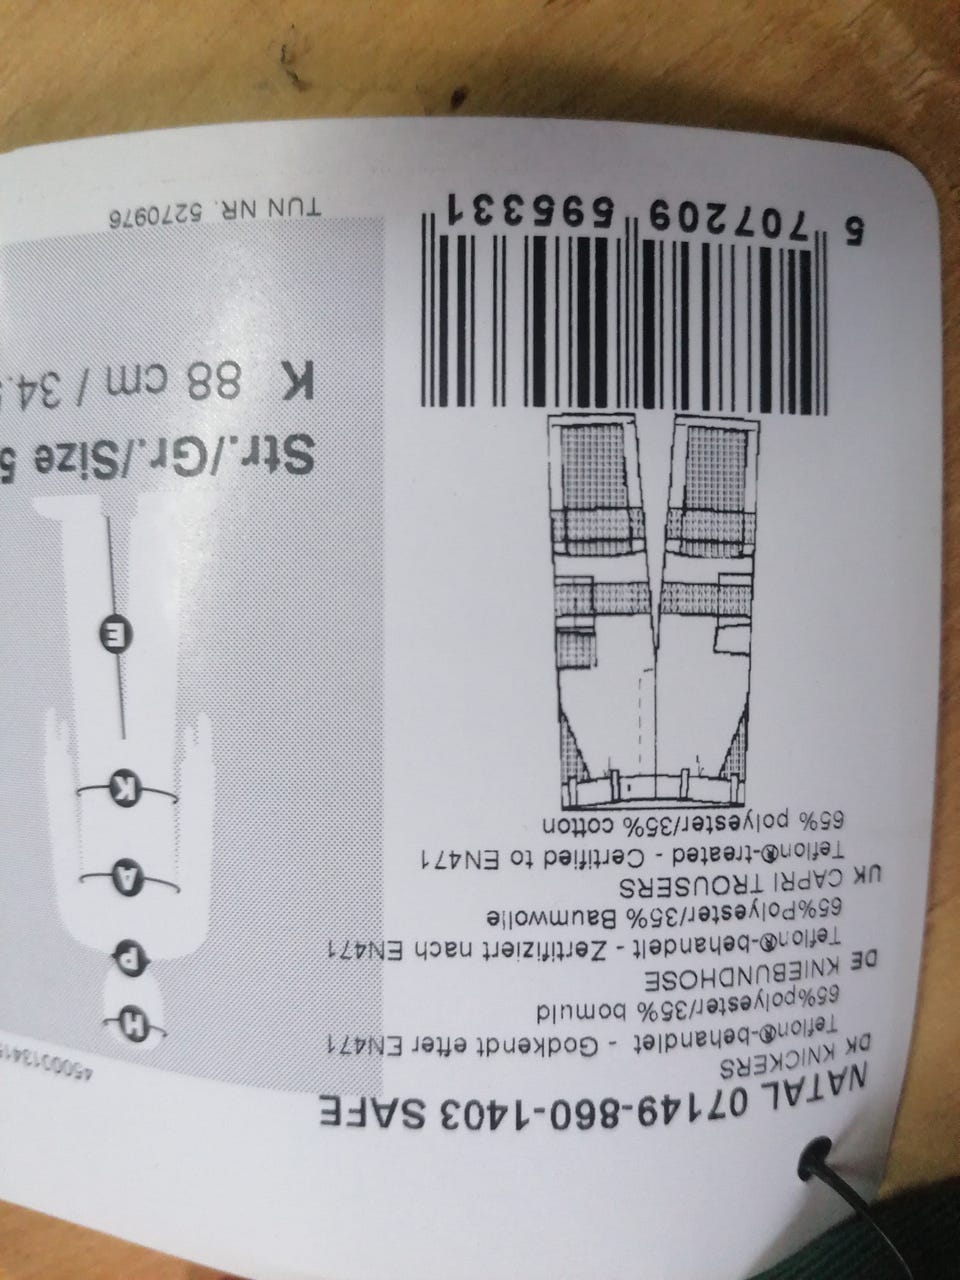 NATAL 07149-860-1403 SAFE
DK KNICKERS
Teflon®-behandlet - Godkendt efter EN471
65%polyester/35% bomuld
DE KNIEBUNDHOSE
Teflon®-behandelt - Zertifiziert nach EN471
65%Polyester/35% Baumwolle
UK CAPRI TROUSERS
Teflon®-treated - Certified to EN471
65% polyester/35% cotton
5 707209 595331
H
P
A
K
E
Str./Gr./Size 5
K 88 cm / 34.
TUN NR. 5270976